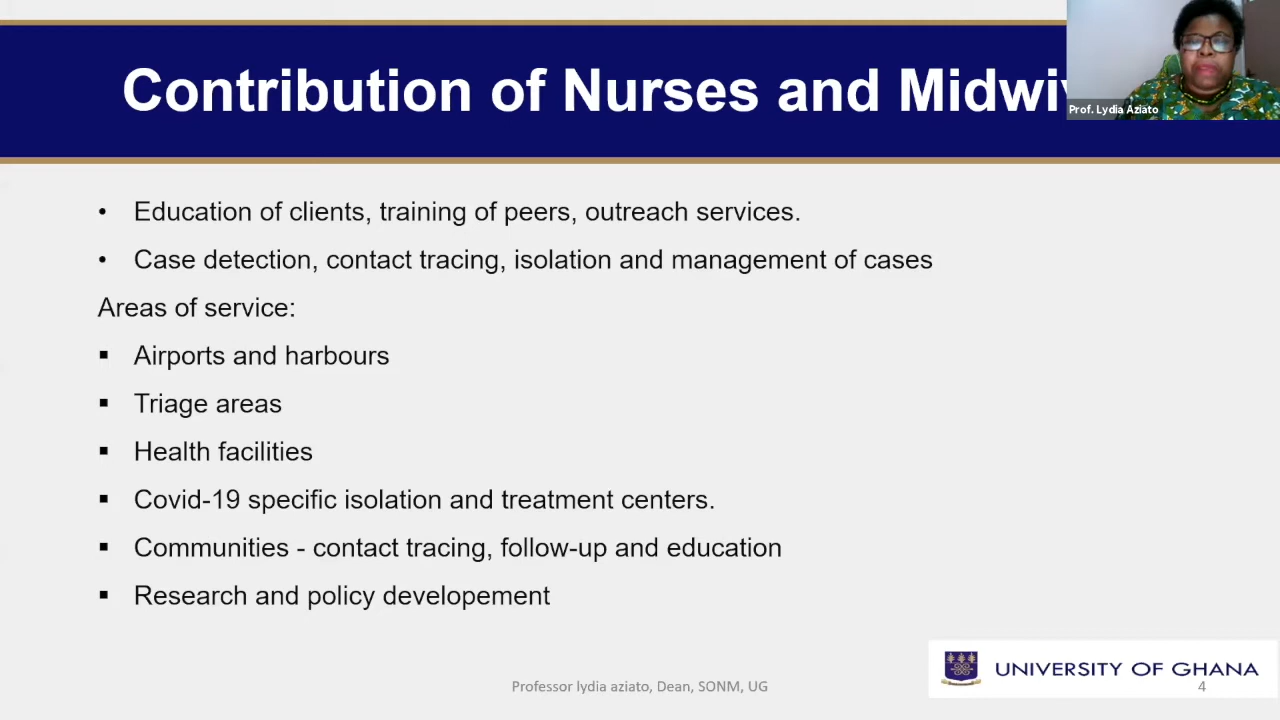 Contribution of Nurses and Midwiv
Prof. Lydia Aziato
• Education of clients, training of peers, outreach services.
• Case detection, contact tracing, isolation and management of cases
Areas of service:
▪ Airports and harbours
▪ Triage areas
▪ Health facilities
▪ Covid-19 specific isolation and treatment centers.
▪ Communities - contact tracing, follow-up and education
▪ Research and policy developement
UNIVERSITY OF GHANA
Professor lydia aziato, Dean, SONM, UG
4